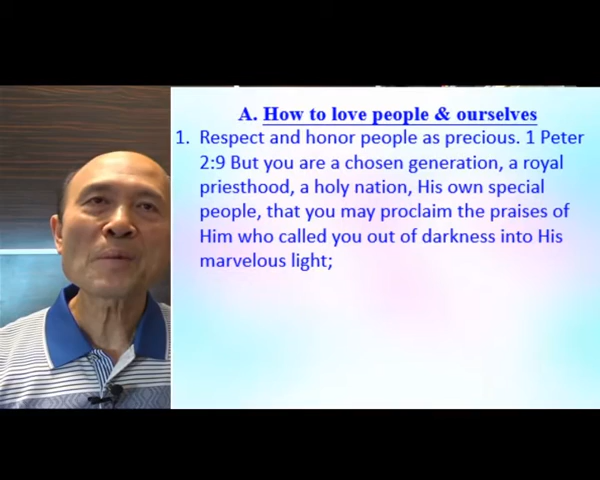 A. How to love people & ourselves
1. Respect and honor people as precious. 1 Peter
2:9 But you are a chosen generation, a royal
priesthood, a holy nation, His own special
people, that you may proclaim the praises of
Him who called you out of darkness into His
marvelous light;